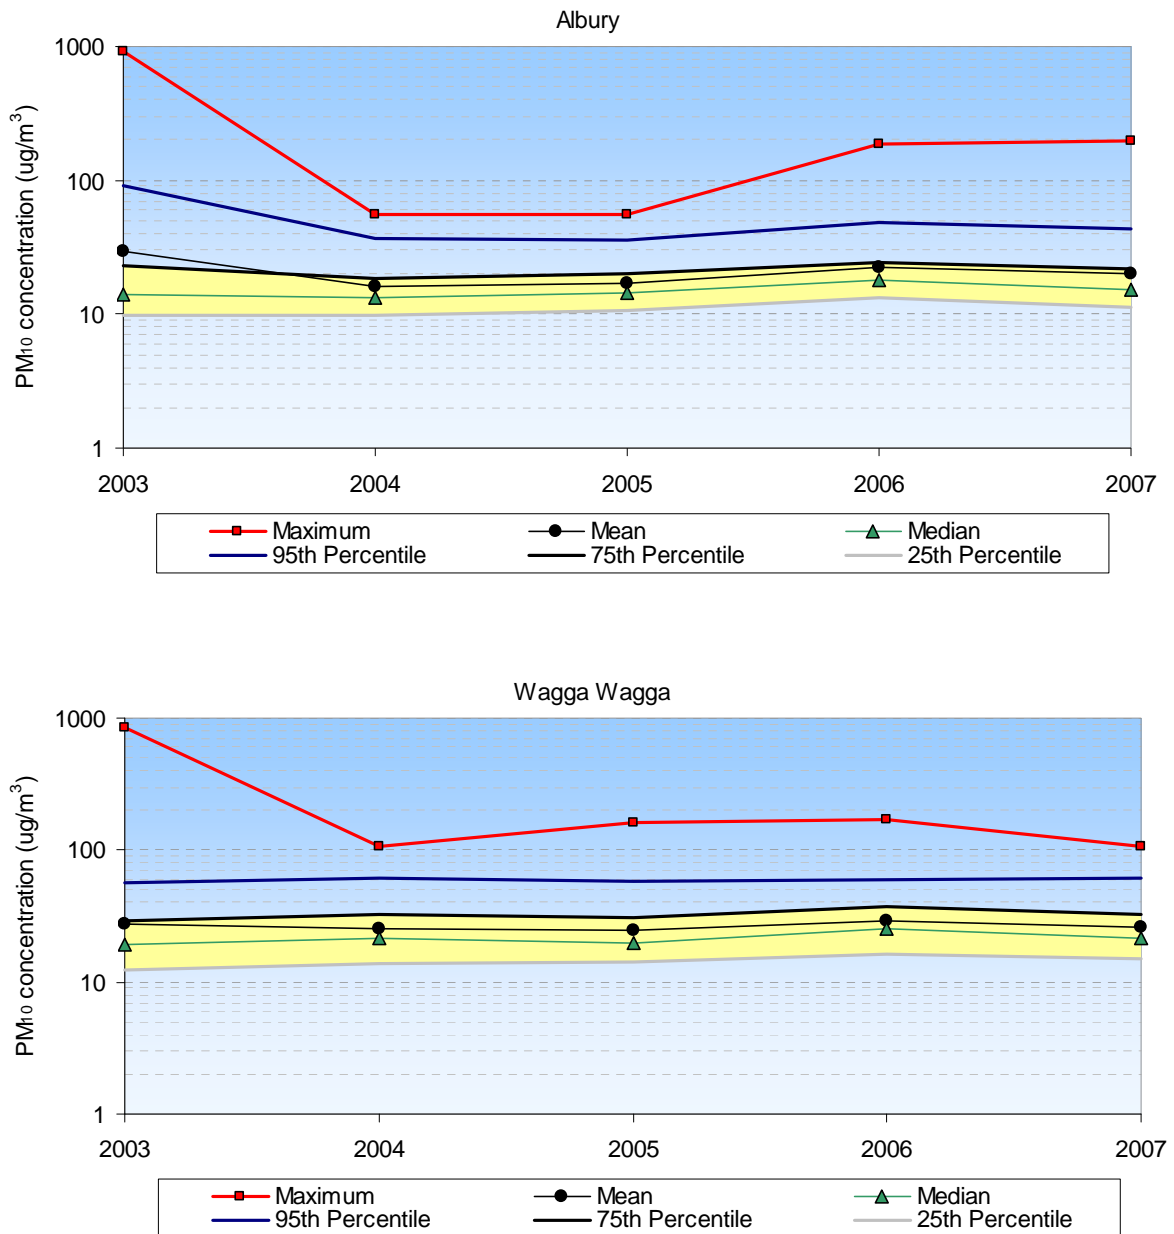 Albury
PM10 concentration (ug/m³)
1000
100
10
1
2003 2004 2005 2006 2007
Maximum Mean Median
95th Percentile 75th Percentile 25th Percentile
Wagga Wagga
PM10 concentration (ug/m³)
1000
100
10
1
2003 2004 2005 2006 2007
Maximum Mean Median
95th Percentile 75th Percentile 25th Percentile